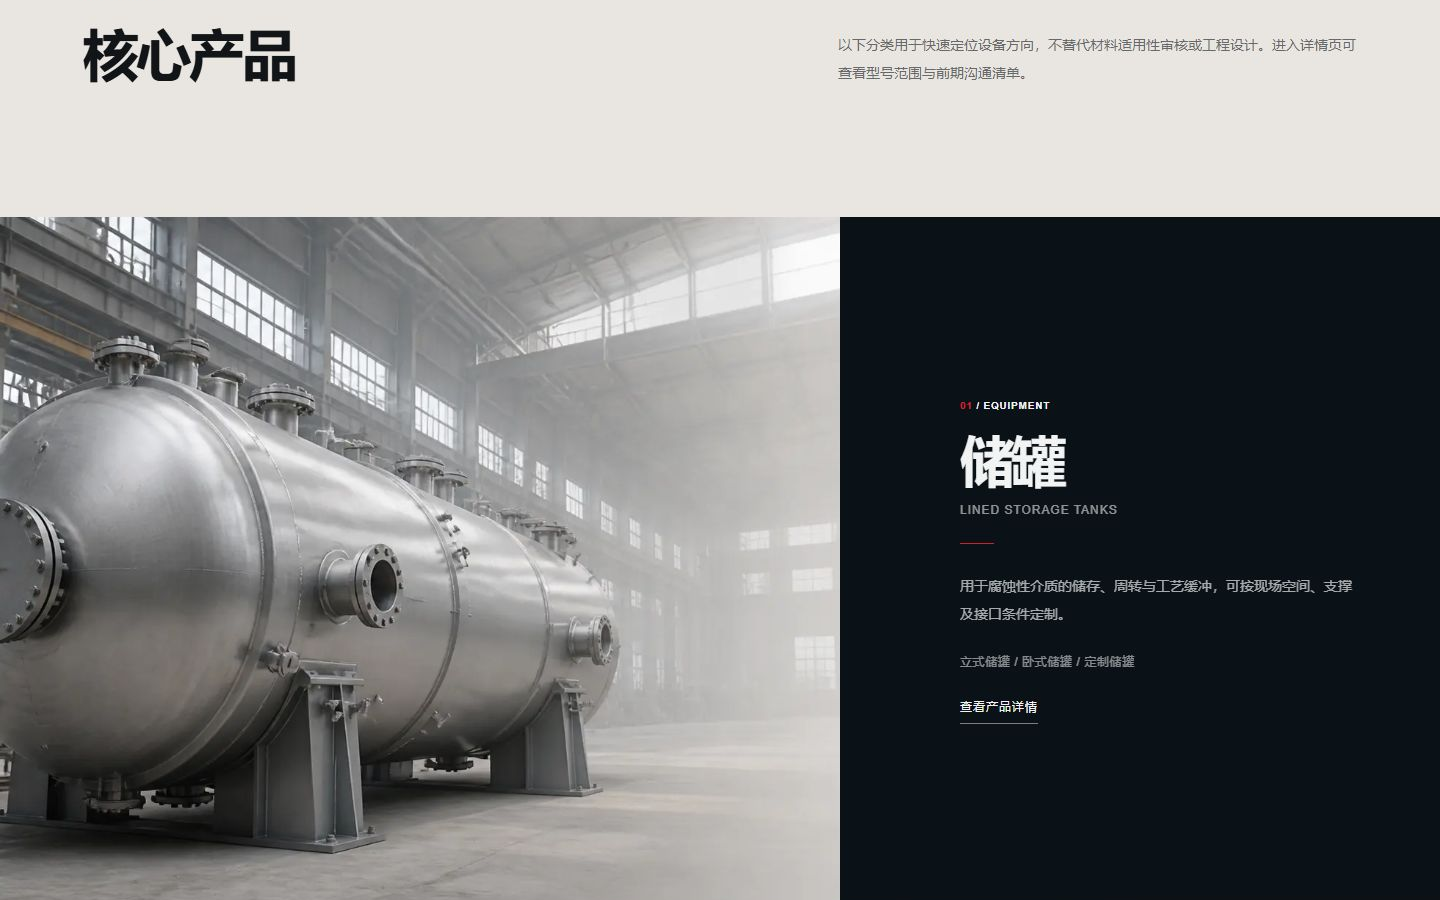 核心产品
以下分类用于快速定位设备方向，不替代材料适用性审核或工程设计。进入详情页可
查看型号范围与前期沟通清单。
01 / EQUIPMENT
储罐
LINED STORAGE TANKS
用于腐蚀性介质的储存、周转与工艺缓冲，可按现场空间、支撑
及接口条件定制。
立式储罐 / 卧式储罐 / 定制储罐
查看产品详情